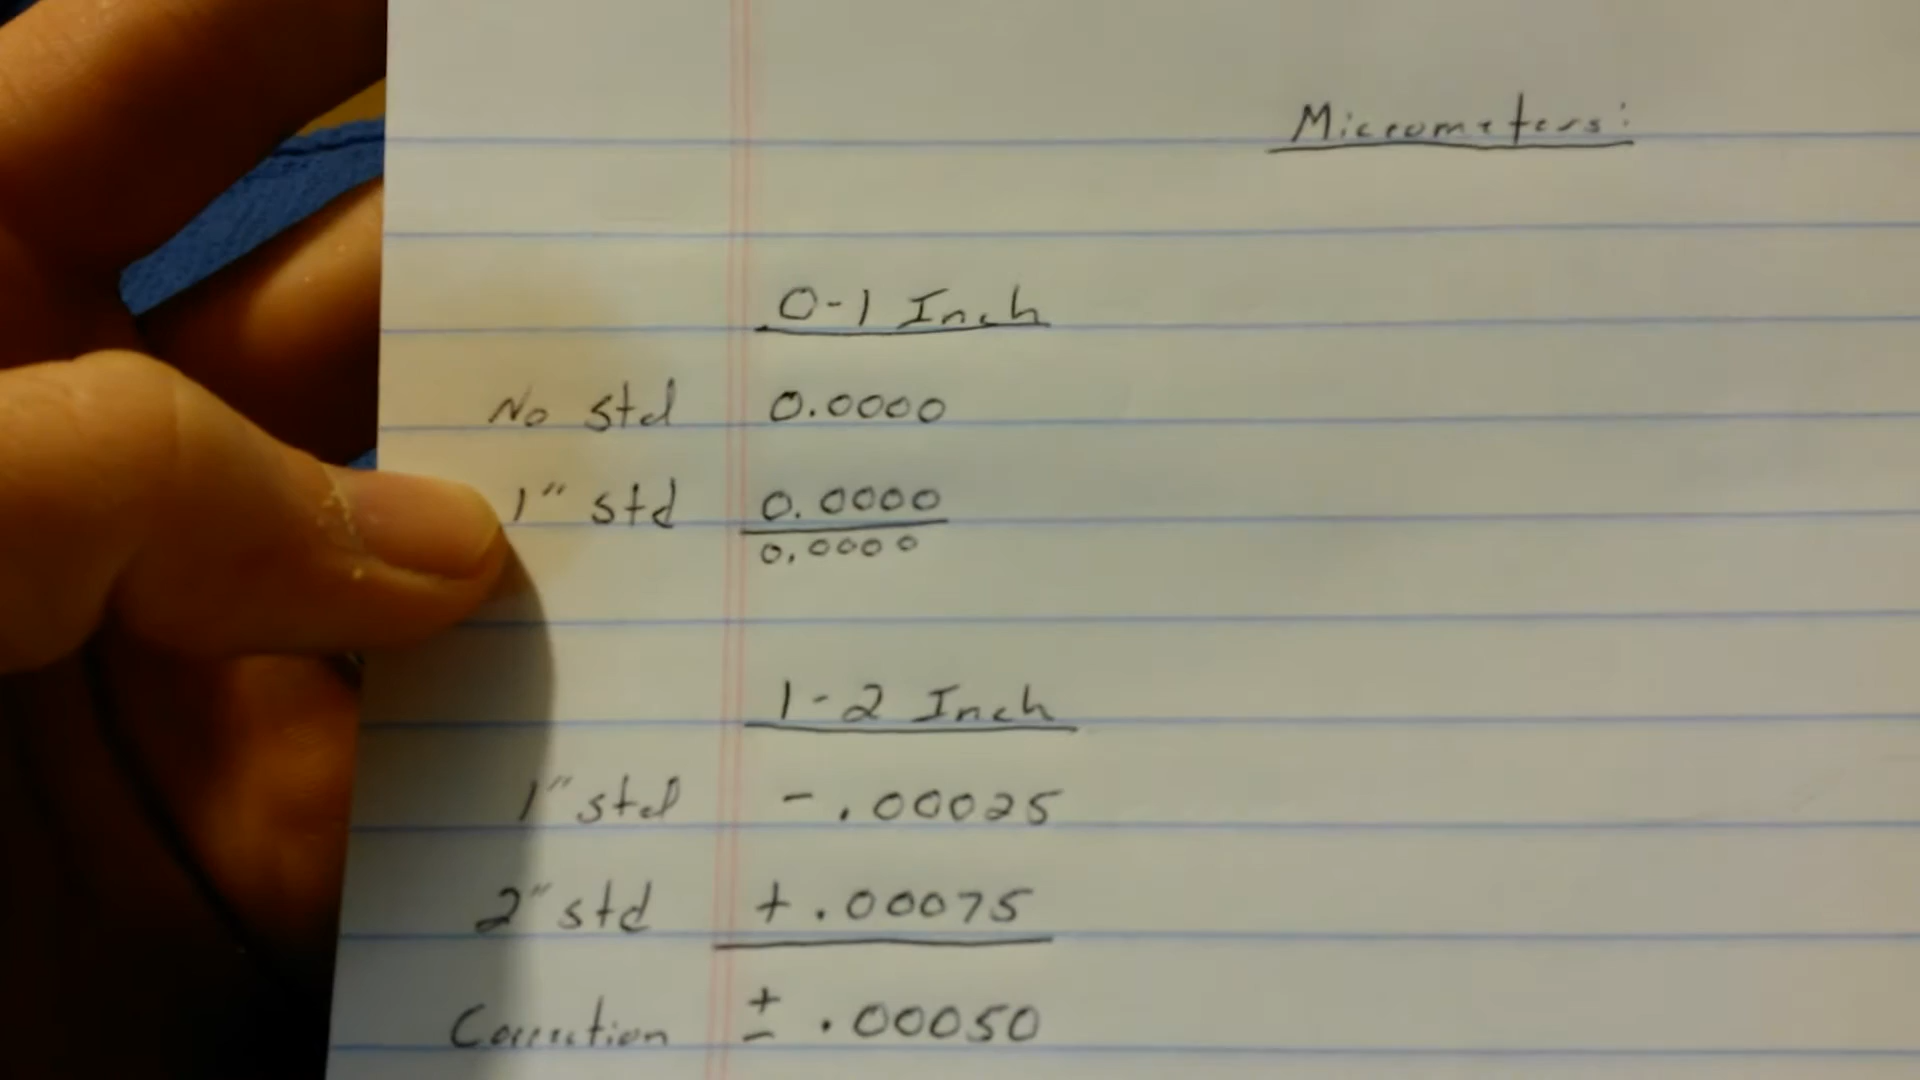 Micrometers:
0-1 Inch
No std 0.0000
1" std 0.0000
0.0000
1-2 Inch
1" std -.00025
2" std +.00075
Correction ± .00050